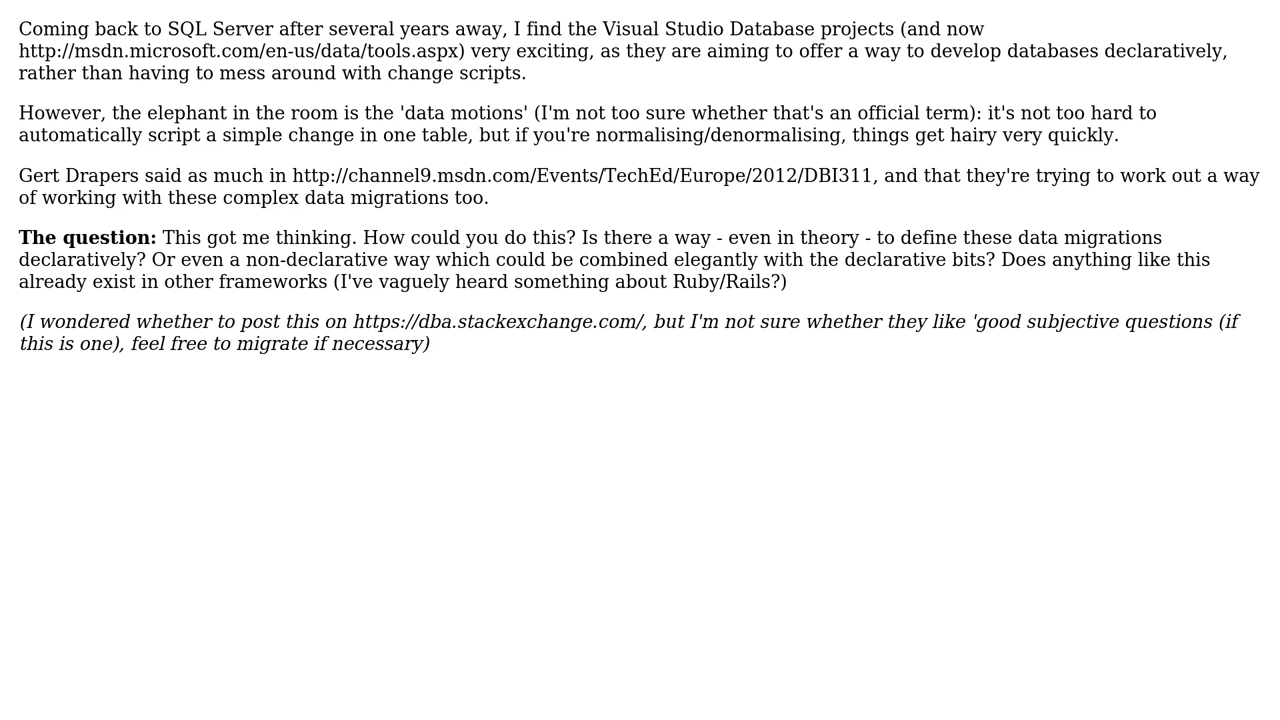 Coming back to SQL Server after several years away, I find the Visual Studio Database projects (and now
http://msdn.microsoft.com/en-us/data/tools.aspx) very exciting, as they are aiming to offer a way to develop databases declaratively,
rather than having to mess around with change scripts.
However, the elephant in the room is the 'data motions' (I'm not too sure whether that's an official term): it's not too hard to
automatically script a simple change in one table, but if you're normalising/denormalising, things get hairy very quickly.
Gert Drapers said as much in http://channel9.msdn.com/Events/TechEd/Europe/2012/DBI311, and that they're trying to work out a way
of working with these complex data migrations too.
The question: This got me thinking. How could you do this? Is there a way - even in theory - to define these data migrations
declaratively? Or even a non-declarative way which could be combined elegantly with the declarative bits? Does anything like this
already exist in other frameworks (I've vaguely heard something about Ruby/Rails?)
(I wondered whether to post this on https://dba.stackexchange.com/, but I'm not sure whether they like 'good subjective questions (if
this is one), feel free to migrate if necessary)